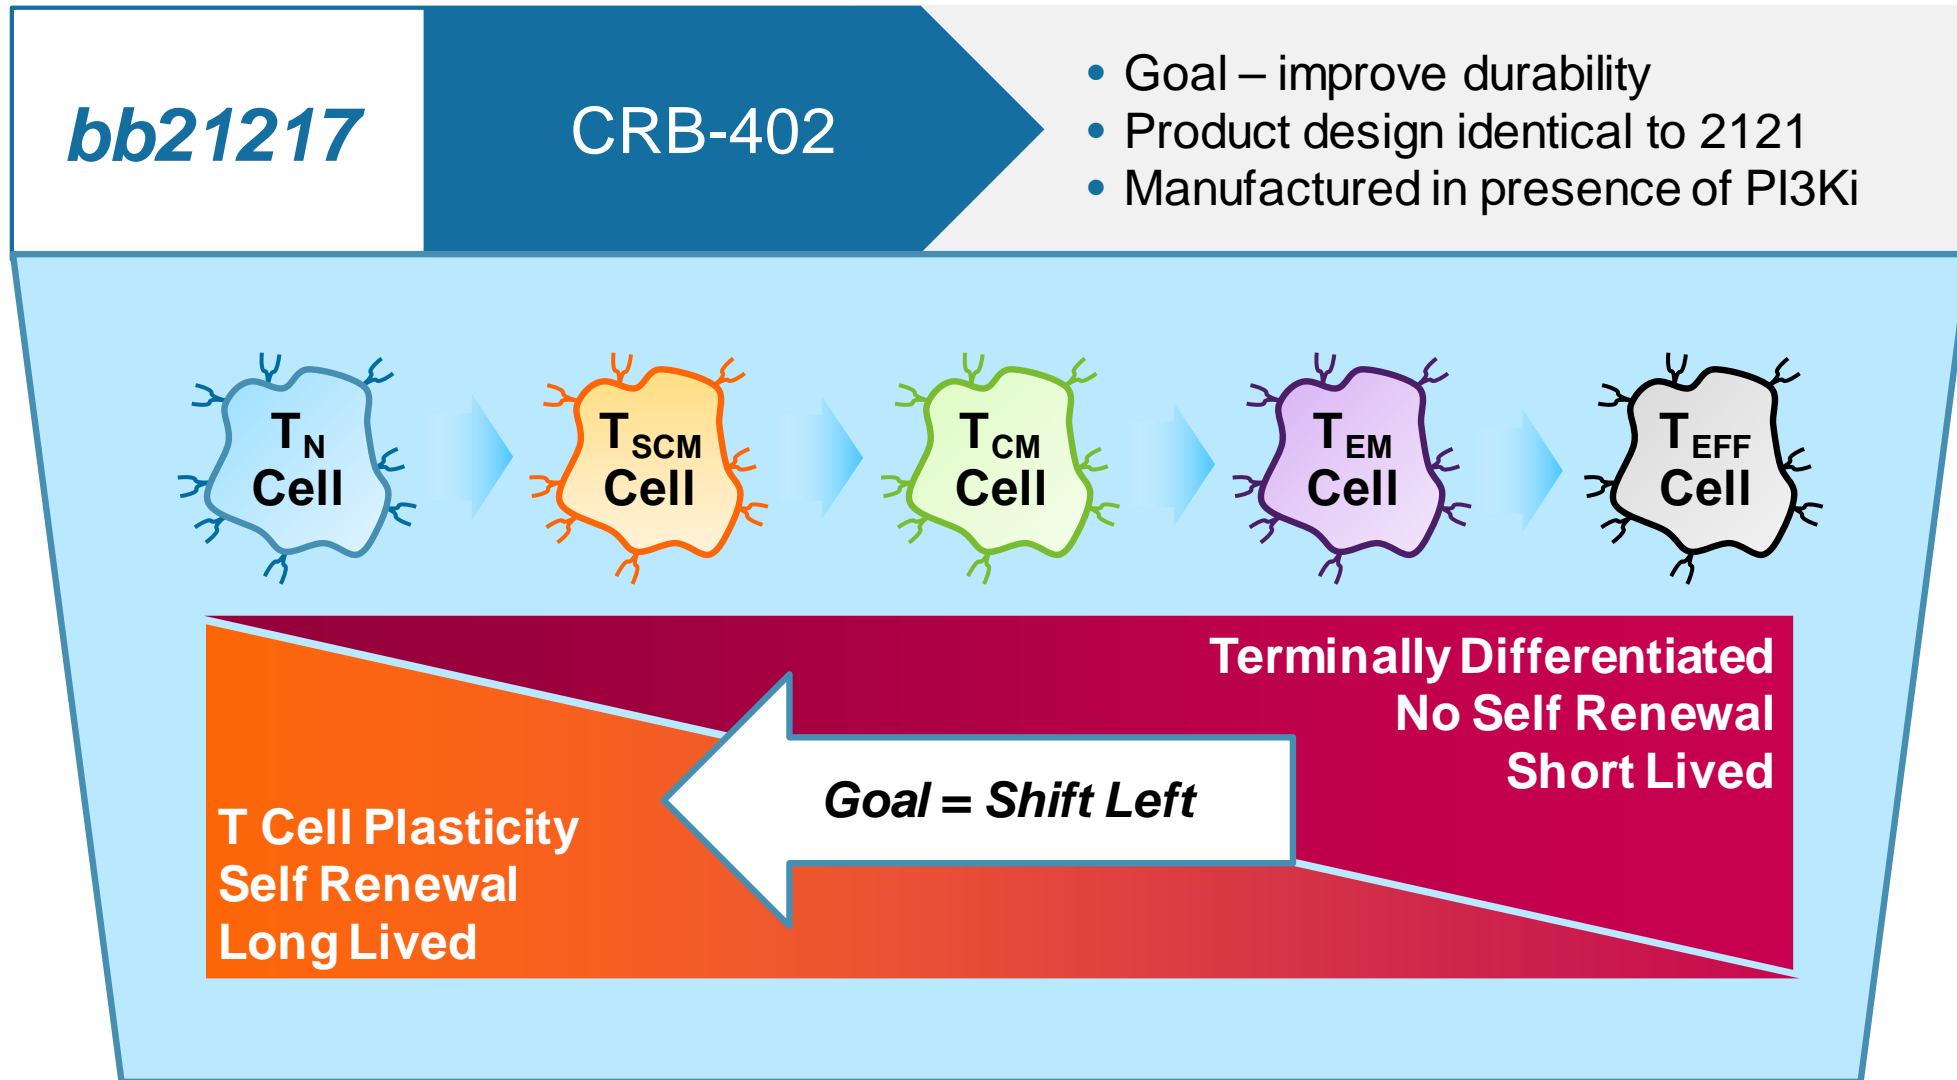 bb21217
CRB-402
• Goal – improve durability
• Product design identical to 2121
• Manufactured in presence of PI3Ki
TN
Cell
TSCM
Cell
TCM
Cell
TEM
Cell
TEFF
Cell
Terminally Differentiated
No Self Renewal
Short Lived
Goal = Shift Left
T Cell Plasticity
Self Renewal
Long Lived